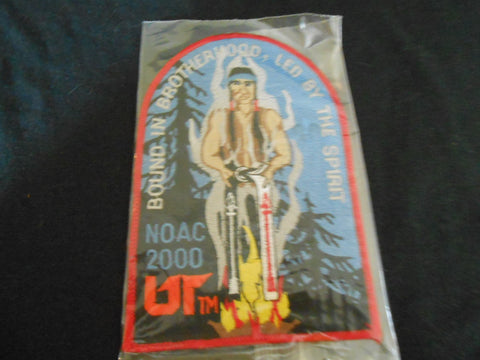 BOUND IN BROTHERHOOD, LED BY THE SPIRIT
NOAC
2000
UT TM